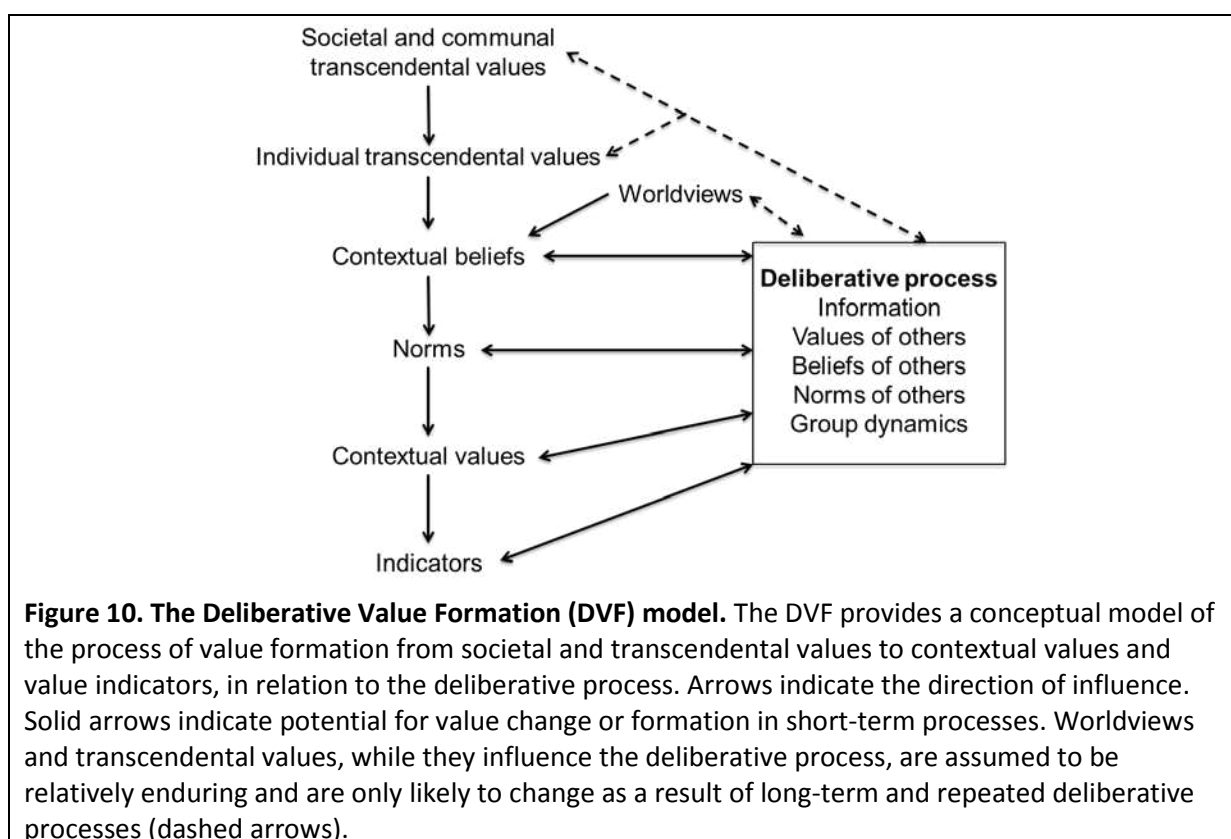 Societal and communal
transcendental values
Individual transcendental values
Worldviews
Contextual beliefs
Norms
Contextual values
Indicators
Deliberative process
Information
Values of others
Beliefs of others
Norms of others
Group dynamics
Figure 10. The Deliberative Value Formation (DVF) model. The DVF provides a conceptual model of
the process of value formation from societal and transcendental values to contextual values and
value indicators, in relation to the deliberative process. Arrows indicate the direction of influence.
Solid arrows indicate potential for value change or formation in short-term processes. Worldviews
and transcendental values, while they influence the deliberative process, are assumed to be
relatively enduring and are only likely to change as a result of long-term and repeated deliberative
processes (dashed arrows).